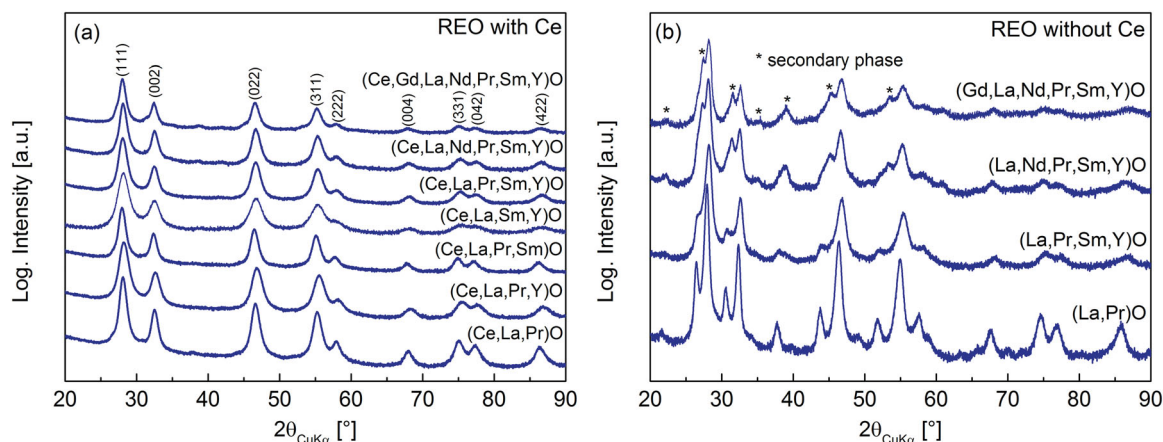 (a)
REO with Ce
(111)
(002)
(022)
(311)
(222)
(004)
(331)
(042)
(422)
(Ce,Gd,La,Nd,Pr,Sm,Y)O
(Ce,La,Nd,Pr,Sm,Y)O
(Ce,La,Pr,Sm,Y)O
(Ce,La,Sm,Y)O
(Ce,La,Pr,Sm)O
(Ce,La,Pr,Y)O
(Ce,La,Pr)O
Log. Intensity [a.u.]
20 30 40 50 60 70 80 90
2θCuKα [°]
(b)
REO without Ce
* secondary phase
* * * * * *
(Gd,La,Nd,Pr,Sm,Y)O
(La,Nd,Pr,Sm,Y)O
(La,Pr,Sm,Y)O
(La,Pr)O
Log. Intensity [a.u.]
20 30 40 50 60 70 80 90
2θCuKα [°]